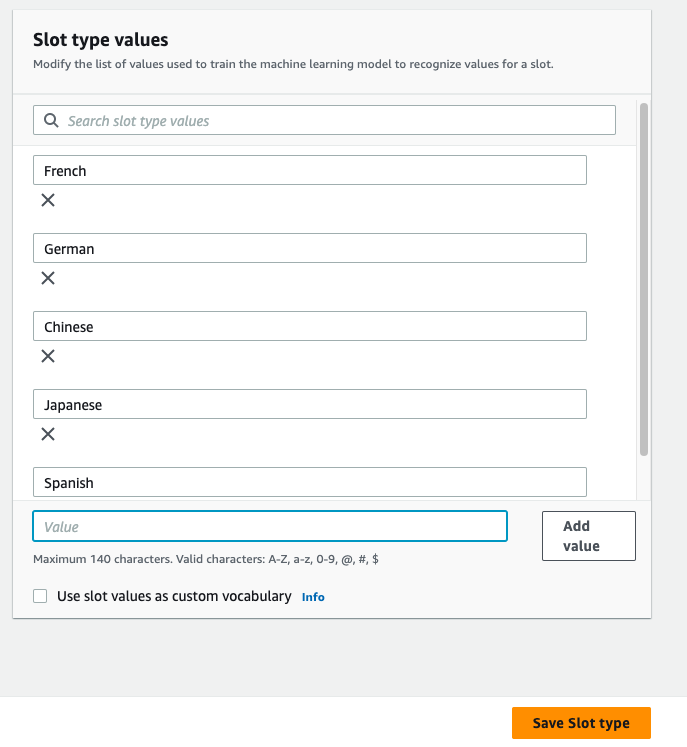 Slot type values
Modify the list of values used to train the machine learning model to recognize values for a slot.
Search slot type values
French
German
Chinese
Japanese
Spanish
Value
Add
value
Maximum 140 characters. Valid characters: A-Z, a-z, 0-9, @, #, $
Use slot values as custom vocabulary Info
Save Slot type